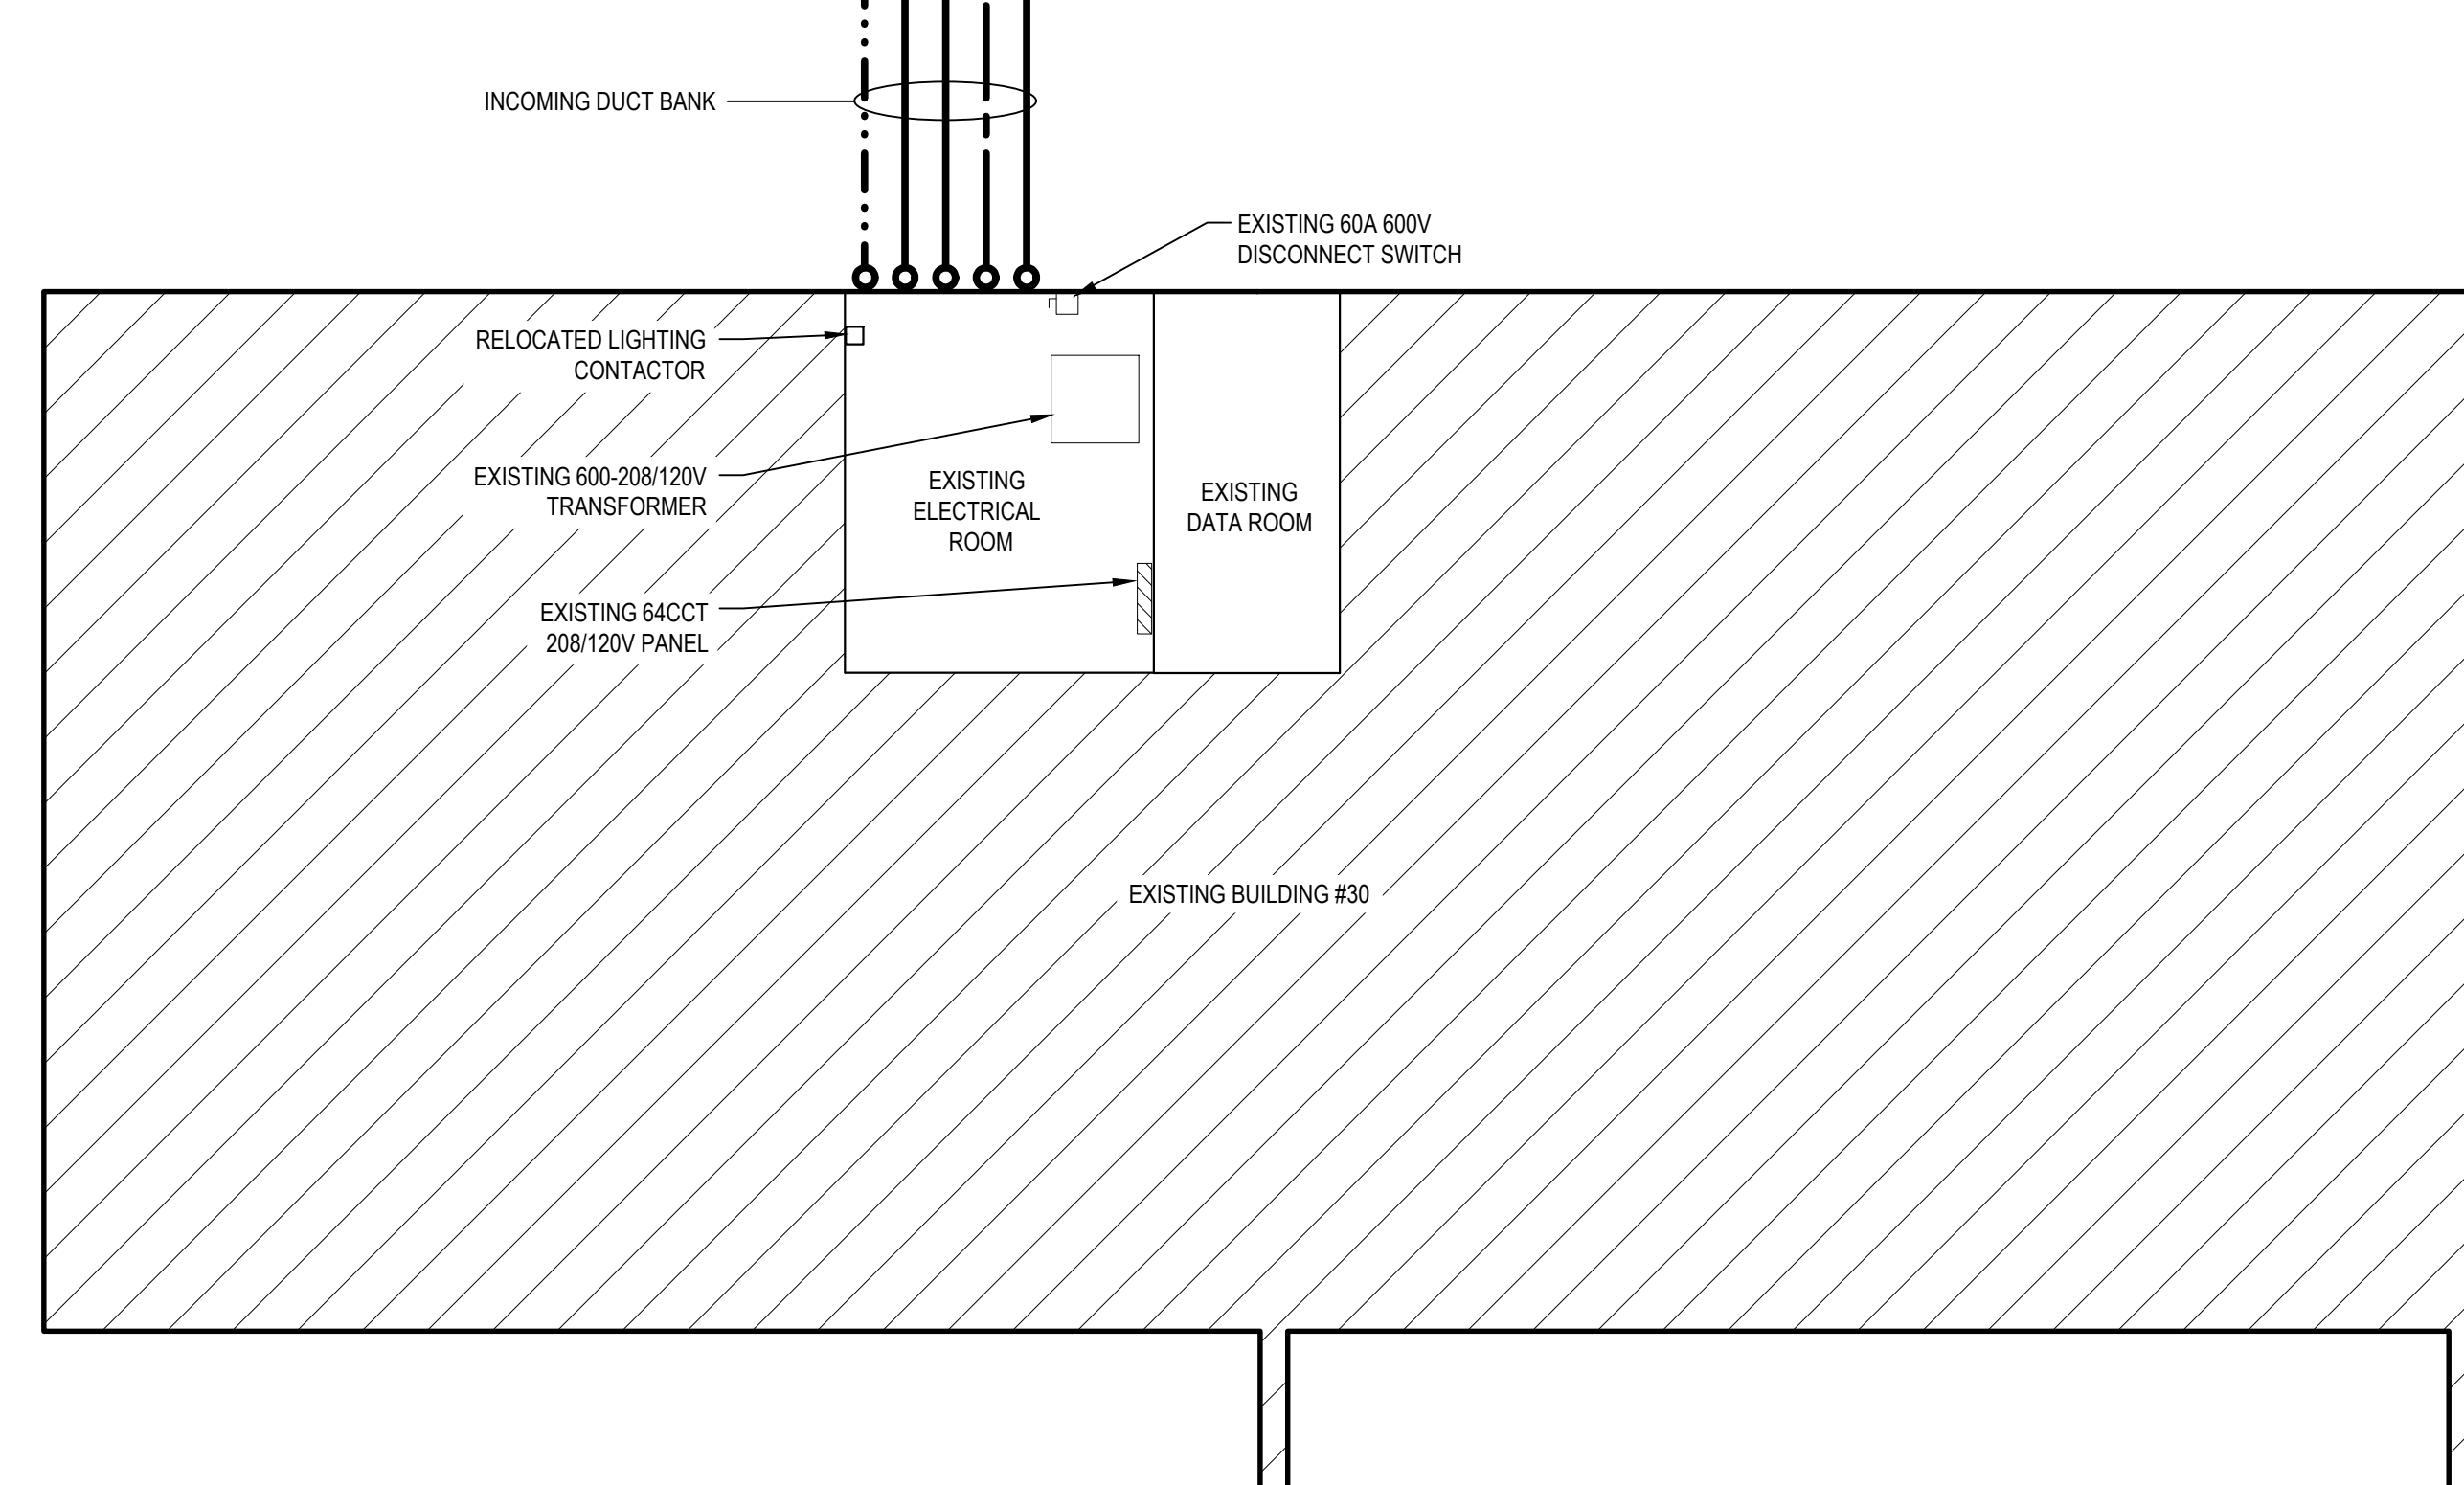 INCOMING DUCT BANK
EXISTING 60A 600V
DISCONNECT SWITCH
RELOCATED LIGHTING
CONTACTOR
EXISTING 600-208/120V
TRANSFORMER
EXISTING
ELECTRICAL
ROOM
EXISTING
DATA ROOM
EXISTING 64CCT
208/120V PANEL
EXISTING BUILDING #30